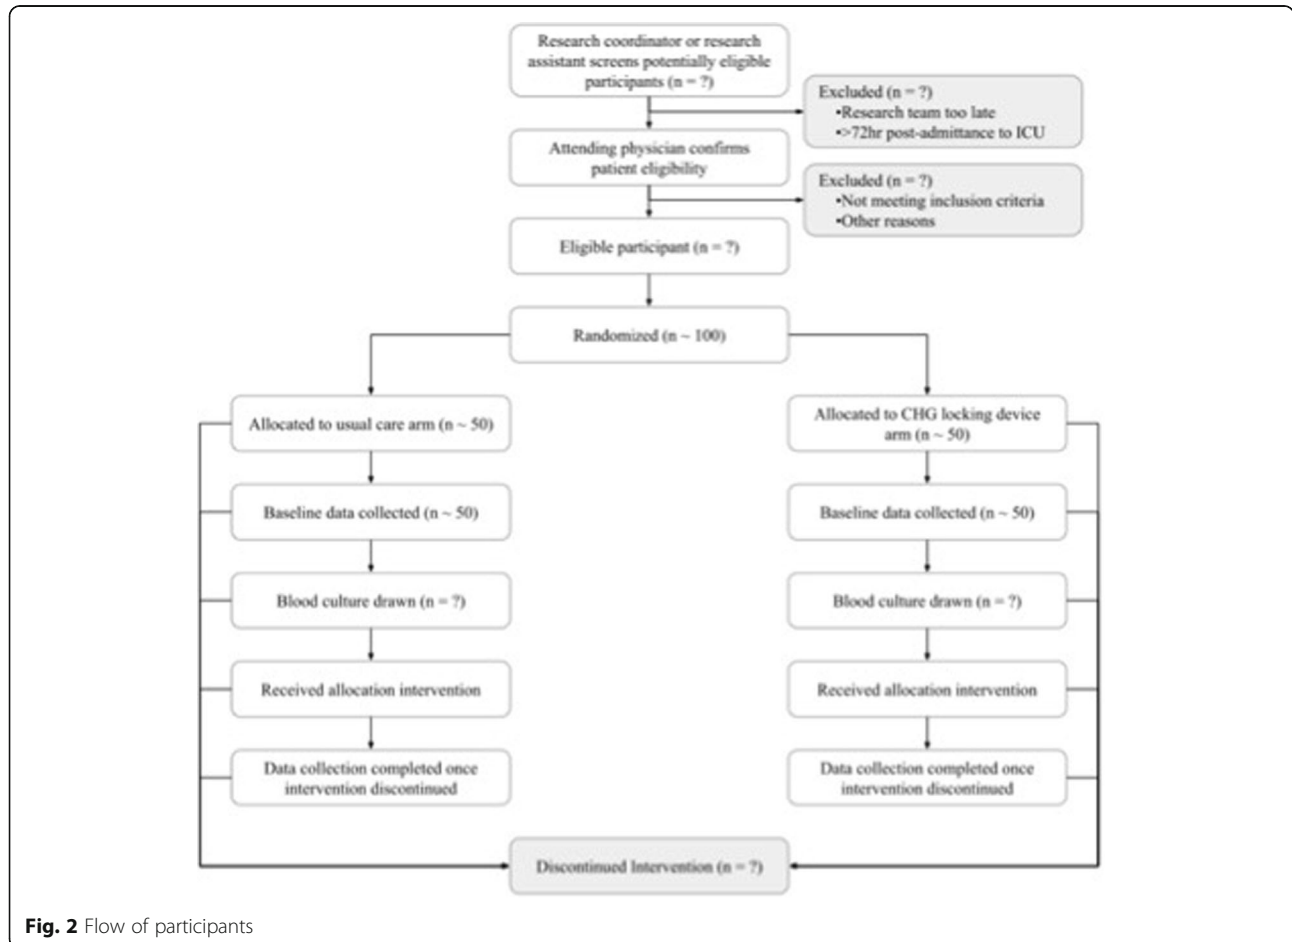 Research coordinator or research
assistant screens potentially eligible
participants (n = ?)
Excluded (n = ?)
•Research team too late
•>72hr post-admittance to ICU
Attending physician confirms
patient eligibility
Excluded (n = ?)
•Not meeting inclusion criteria
•Other reasons
Eligible participant (n = ?)
Randomized (n ~ 100)
Allocated to usual care arm (n ~ 50)
Allocated to CHG locking device
arm (n ~ 50)
Baseline data collected (n ~ 50)
Baseline data collected (n ~ 50)
Blood culture drawn (n = ?)
Blood culture drawn (n = ?)
Received allocation intervention
Received allocation intervention
Data collection completed once
intervention discontinued
Data collection completed once
intervention discontinued
Discontinued Intervention (n = ?)
Fig. 2 Flow of participants